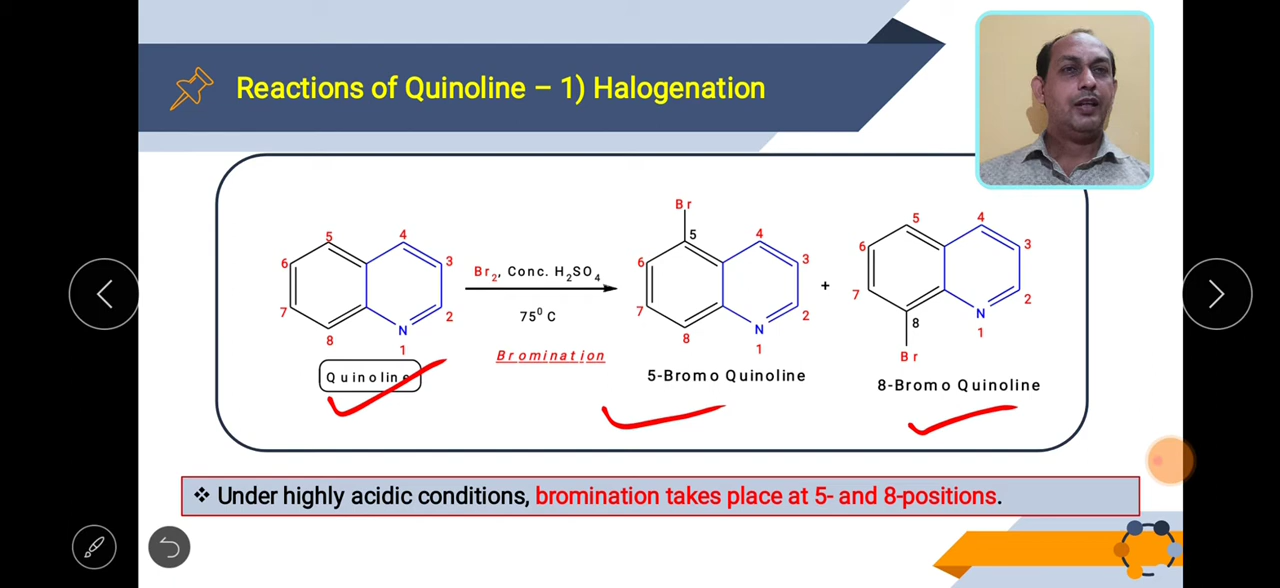 Reactions of Quinoline – 1) Halogenation
5
4
6
3
7
2
8
N
1
Quinoline
Br₂, Conc. H₂SO₄
75⁰ C
Bromination
Br
5
4
6
3
7
2
8
N
1
5-Bromo Quinoline
+
5
4
6
3
7
2
8
N
1
Br
8-Bromo Quinoline
❖ Under highly acidic conditions, bromination takes place at 5- and 8-positions.